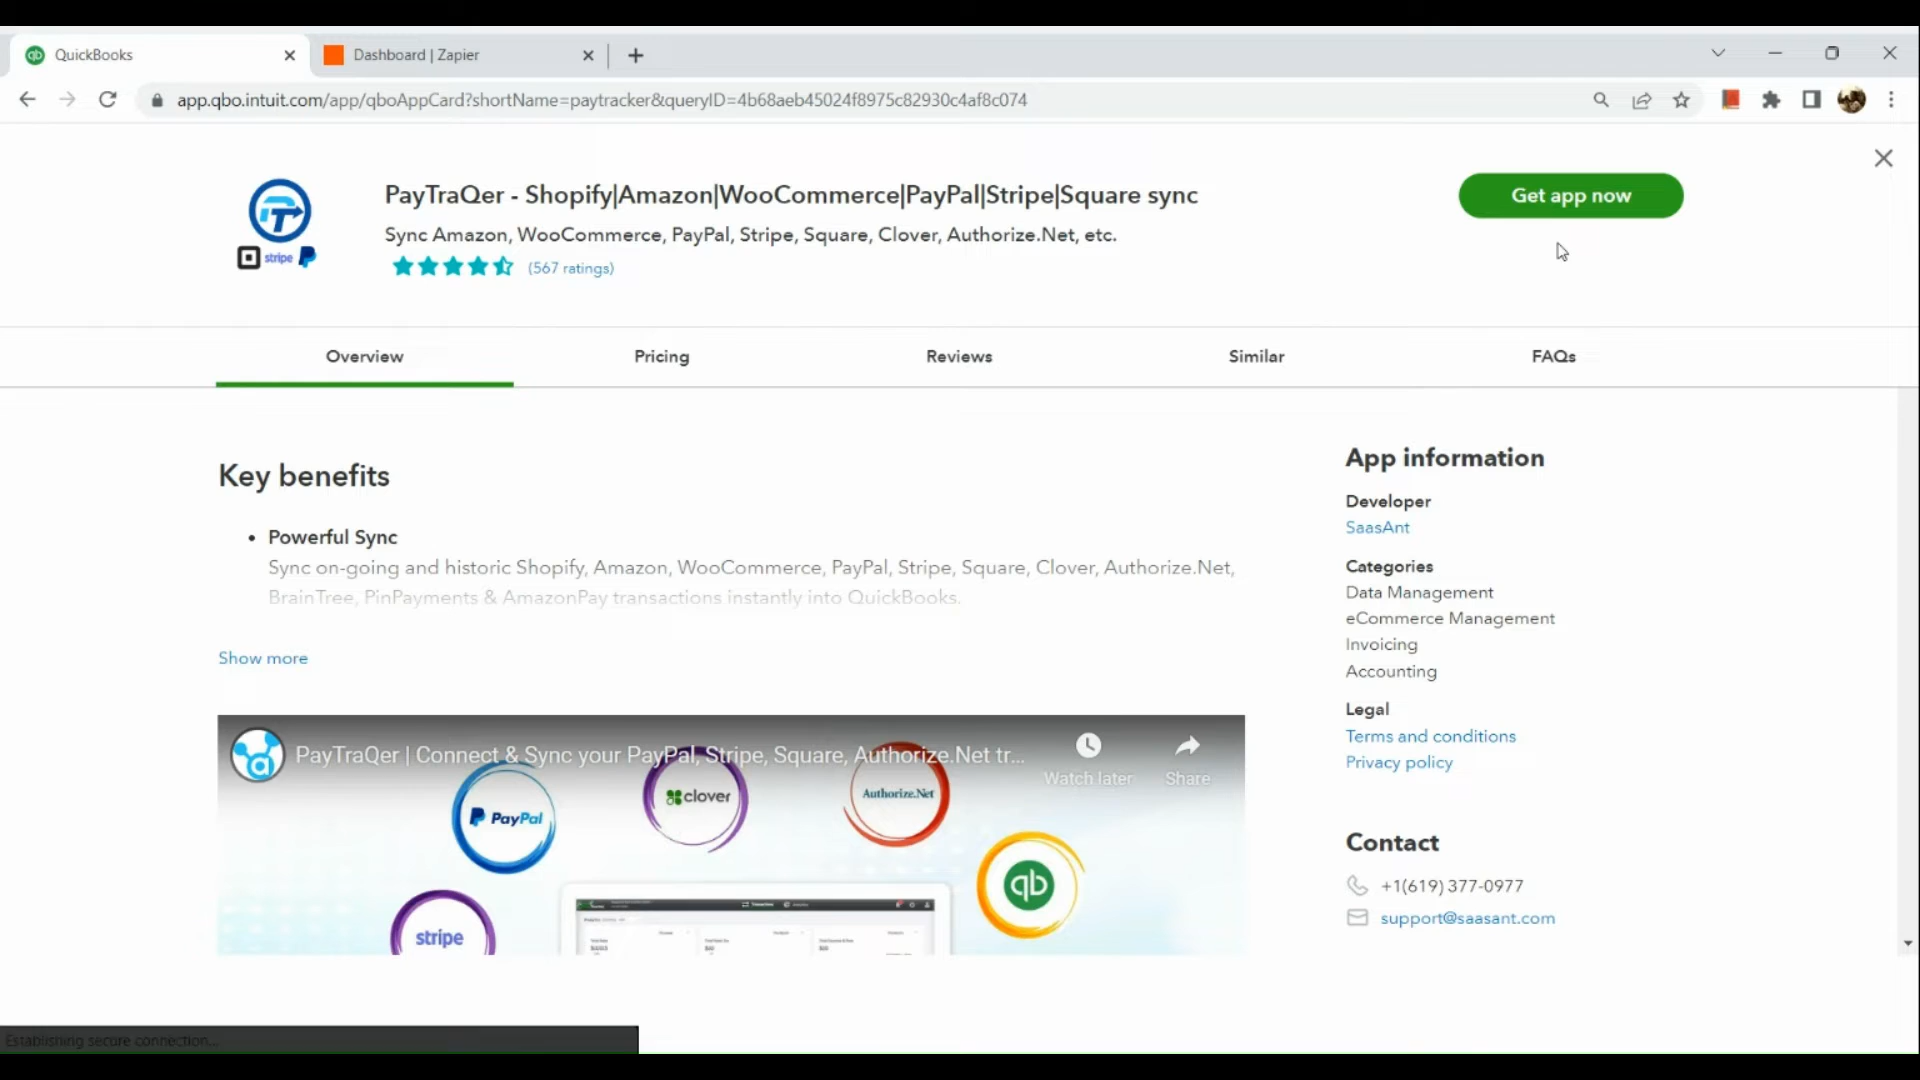 QuickBooks
Dashboard | Zapier
app.qbo.intuit.com/app/qboAppCard?shortName=paytracker&queryID=4b68aeb45024f8975c82930c4af8c074
PayTraQer - Shopify|Amazon|WooCommerce|PayPal|Stripe|Square sync
Get app now
Sync Amazon, WooCommerce, PayPal, Stripe, Square, Clover, Authorize.Net, etc.
stripe
(567 ratings)
Overview
Pricing
Reviews
Similar
FAQs
Key benefits
• Powerful Sync
Sync on-going and historic Shopify, Amazon, WooCommerce, PayPal, Stripe, Square, Clover, Authorize.Net,
BrainTree, PinPayments & AmazonPay transactions instantly into QuickBooks.
Show more
PayTraQer | Connect & Sync your PayPal, Stripe, Square, Authorize.Net tr...
Watch later
Share
PayPal
clover
Authorize.Net
qb
stripe
App information
Developer
SaasAnt
Categories
Data Management
eCommerce Management
Invoicing
Accounting
Legal
Terms and conditions
Privacy policy
Contact
+1(619) 377-0977
support@saasant.com
Establishing secure connection...